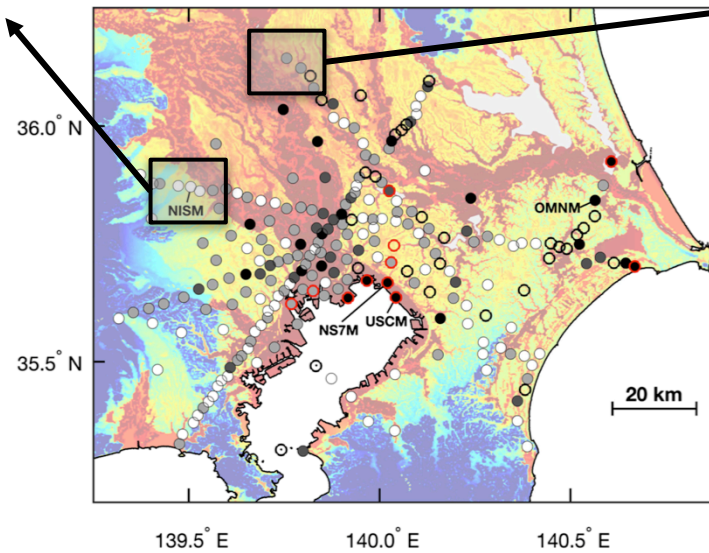 36.0° N
NISM
OMNM
NS7M
USCM
35.5° N
20 km
139.5° E
140.0° E
140.5° E